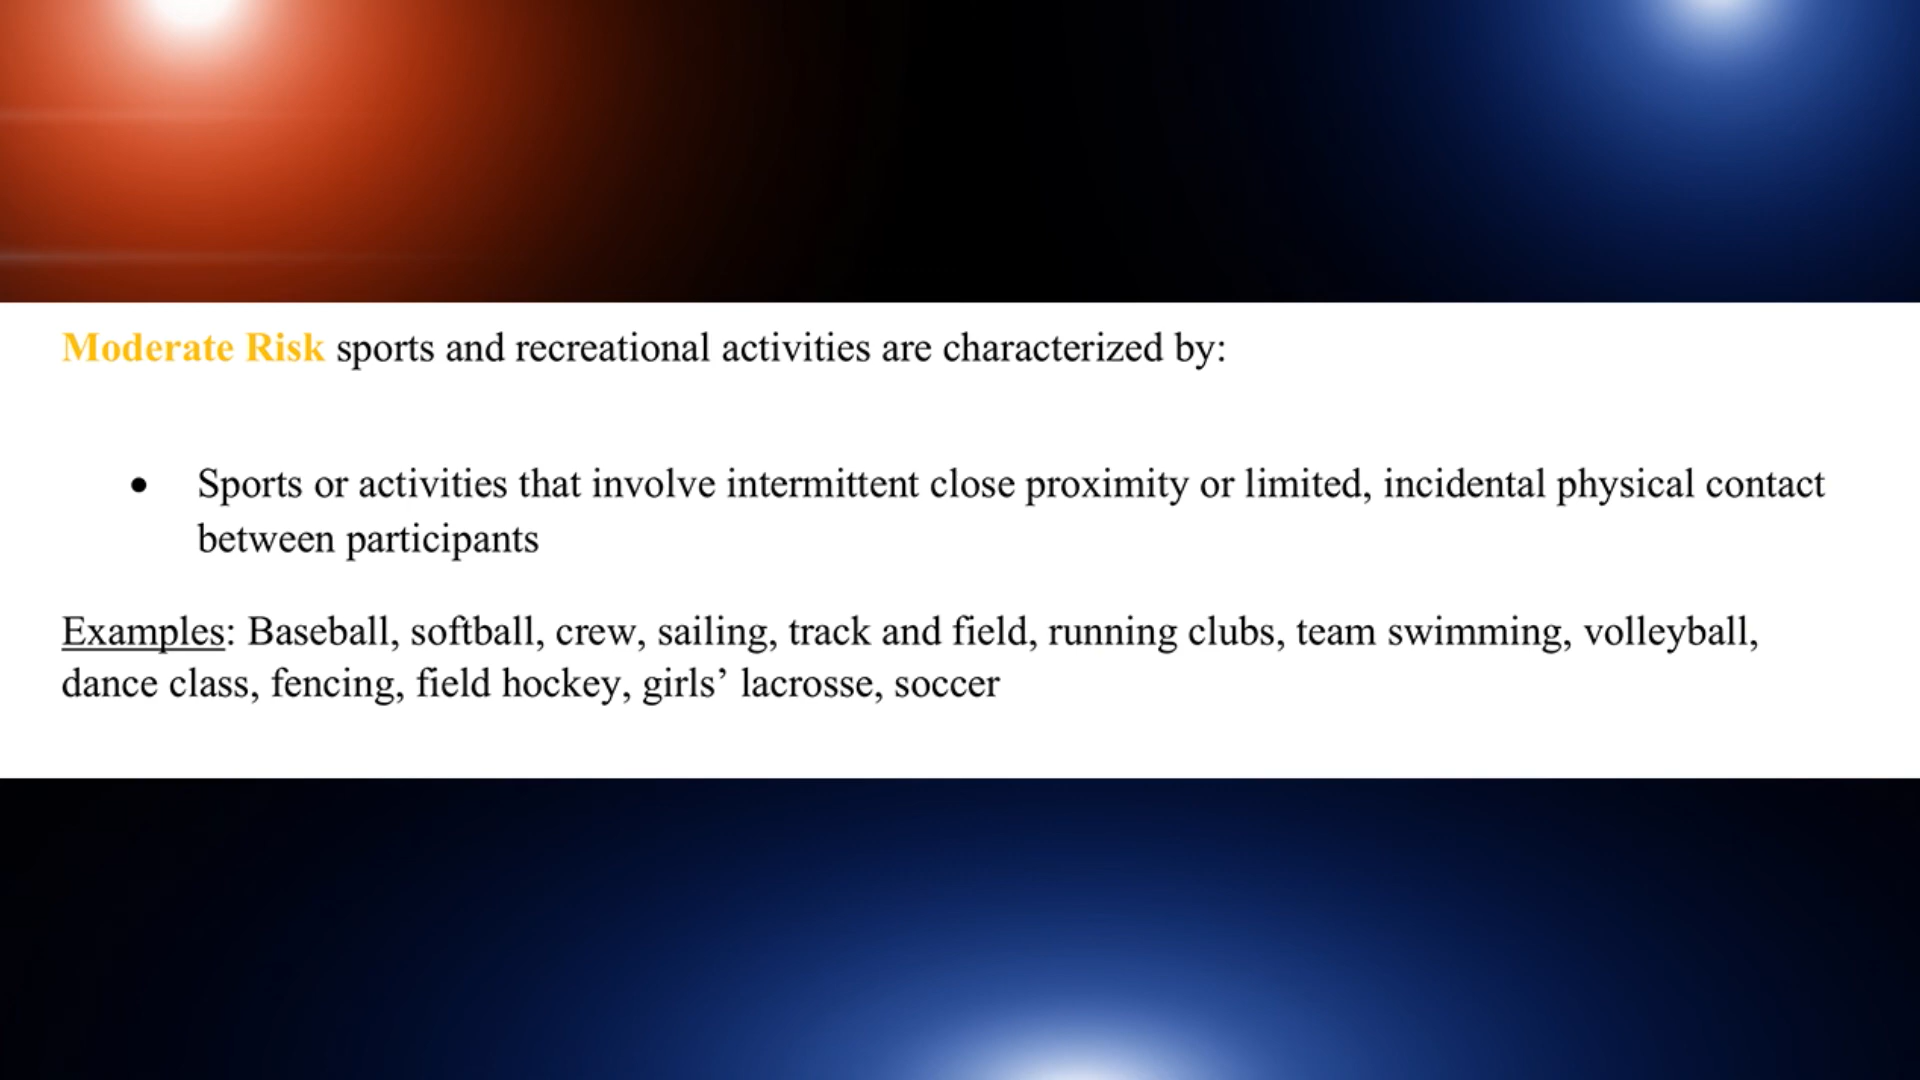 Moderate Risk sports and recreational activities are characterized by:
• Sports or activities that involve intermittent close proximity or limited, incidental physical contact
between participants
Examples: Baseball, softball, crew, sailing, track and field, running clubs, team swimming, volleyball,
dance class, fencing, field hockey, girls’ lacrosse, soccer